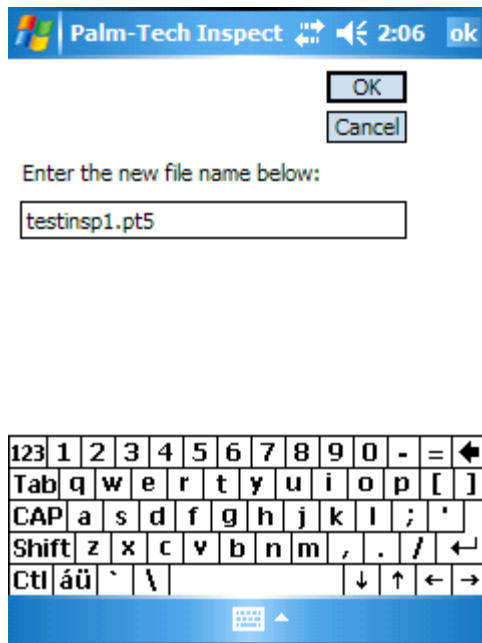 Palm-Tech Inspect 2:06 ok
OK
Cancel
Enter the new file name below:
testinsp1.pt5
123 1 2 3 4 5 6 7 8 9 0 - = 
Tab q w e r t y u i o p [ ]
CAP a s d f g h j k l ; '
Shift z x c v b n m , . /
Ctl áü ` \ ↓ ↑ ← →